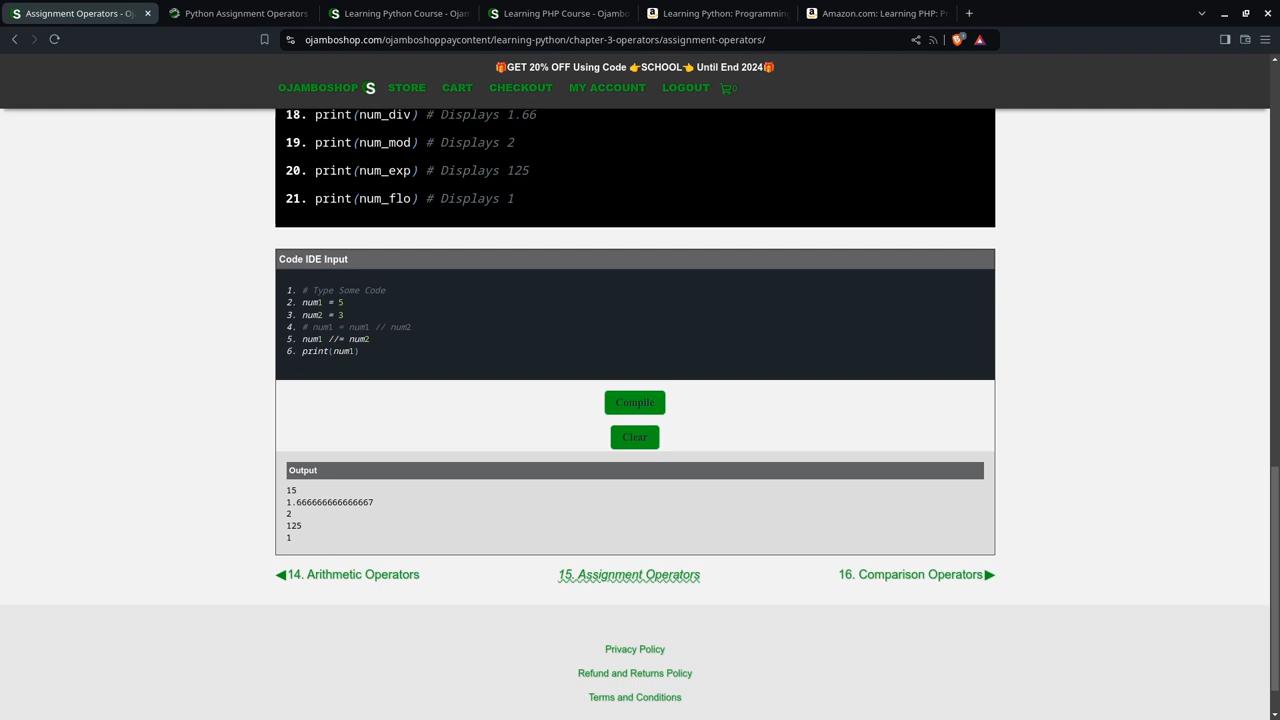 Assignment Operators - Oj
Python Assignment Operators
Learning Python Course - Ojam
Learning PHP Course - Ojambo
Learning Python: Programming
Amazon.com: Learning PHP: P
ojamboshop.com/ojamboshoppaycontent/learning-python/chapter-3-operators/assignment-operators/
🎁GET 20% OFF Using Code 👉SCHOOL👈 Until End 2024🎁
OJAMBOSHOP S STORE CART CHECKOUT MY ACCOUNT LOGOUT 0
18. print(num_div) # Displays 1.66
19. print(num_mod) # Displays 2
20. print(num_exp) # Displays 125
21. print(num_flo) # Displays 1
Code IDE Input
1. # Type Some Code
2. num1 = 5
3. num2 = 3
4. # num1 = num1 // num2
5. num1 //= num2
6. print(num1)
Compile
Clear
Output
15
1.666666666666667
2
125
1
◀14. Arithmetic Operators
15. Assignment Operators
16. Comparison Operators▶
Privacy Policy
Refund and Returns Policy
Terms and Conditions